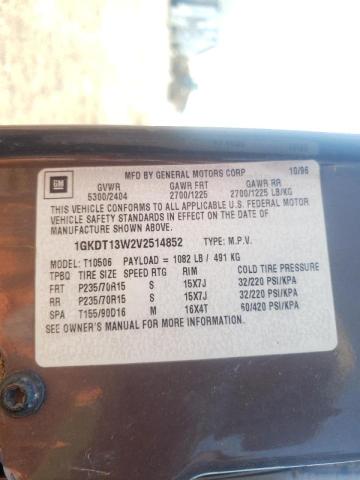 GM
MFD BY GENERAL MOTORS CORP 10/96
GVWR GAWR FRT GAWR RR
5300/2404 2700/1225 2700/1225 LB/KG
THIS VEHICLE CONFORMS TO ALL APPLICABLE U.S. FEDERAL MOTOR
VEHICLE SAFETY STANDARDS IN EFFECT ON THE DATE OF
MANUFACTURE SHOWN ABOVE.
1GKDT13W2V2514852 TYPE: M.P.V.
MODEL: T10506 PAYLOAD = 1082 LB / 491 KG
TPBQ TIRE SIZE SPEED RTG RIM COLD TIRE PRESSURE
FRT P235/70R15 S 15X7J 32/220 PSI/KPA
RR P235/70R15 S 15X7J 32/220 PSI/KPA
SPA T155/90D16 M 16X4T 60/420 PSI/KPA
SEE OWNER'S MANUAL FOR MORE INFORMATION.